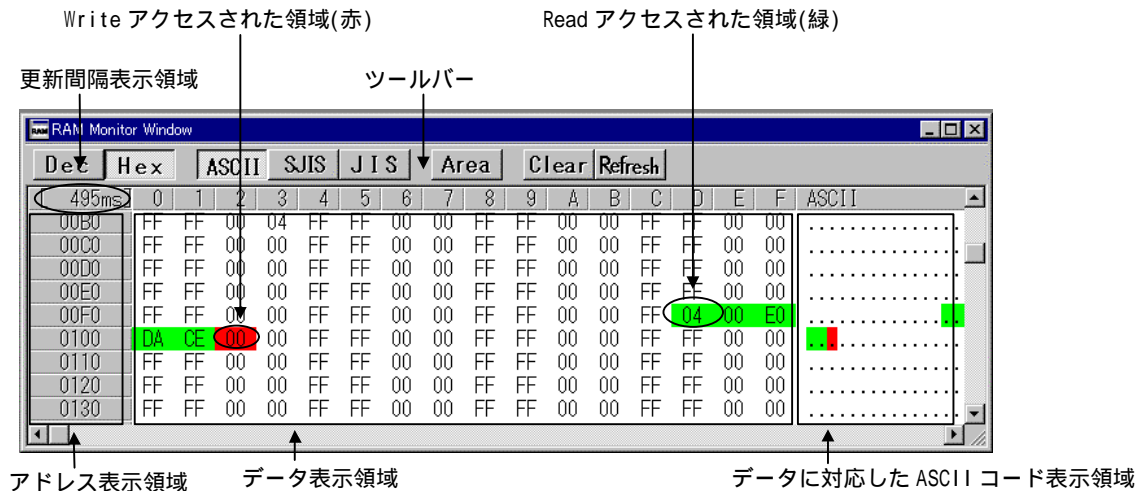 Write アクセスされた領域(赤) Read アクセスされた領域(緑)
更新間隔表示領域 ツールバー
RAM RAM Monitor Window
Dec Hex ASCII SJIS JIS Area Clear Refresh
495ms 0 1 2 3 4 5 6 7 8 9 A B C D E F ASCII
00B0 FF FF 00 04 FF FF 00 00 FF FF 00 00 FF FF 00 00 ................
00C0 FF FF 00 00 FF FF 00 00 FF FF 00 00 FF FF 00 00 ................
00D0 FF FF 00 00 FF FF 00 00 FF FF 00 00 FF FF 00 00 ................
00E0 FF FF 00 00 FF FF 00 00 FF FF 00 00 FF FF 00 00 ................
00F0 FF FF 00 00 FF FF 00 00 FF FF 00 00 FF 04 00 E0 ................
0100 DA CE 00 00 FF FF 00 00 FF FF 00 00 FF FF 00 00 ................
0110 FF FF 00 00 FF FF 00 00 FF FF 00 00 FF FF 00 00 ................
0120 FF FF 00 00 FF FF 00 00 FF FF 00 00 FF FF 00 00 ................
0130 FF FF 00 00 FF FF 00 00 FF FF 00 00 FF FF 00 00 ................
アドレス表示領域 データ表示領域 データに対応した ASCII コード表示領域